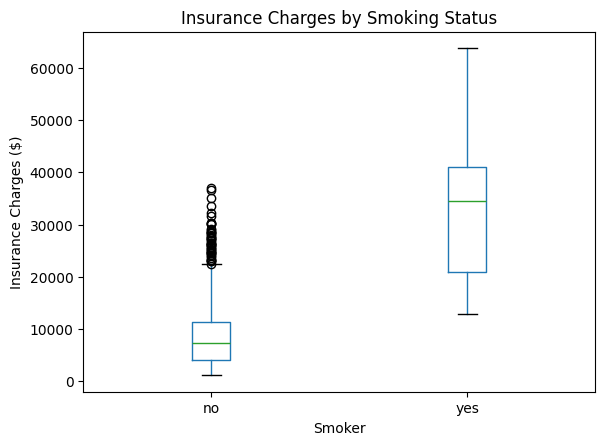 Insurance Charges by Smoking Status
Insurance Charges ($)
60000
50000
40000
30000
20000
10000
0
no
yes
Smoker